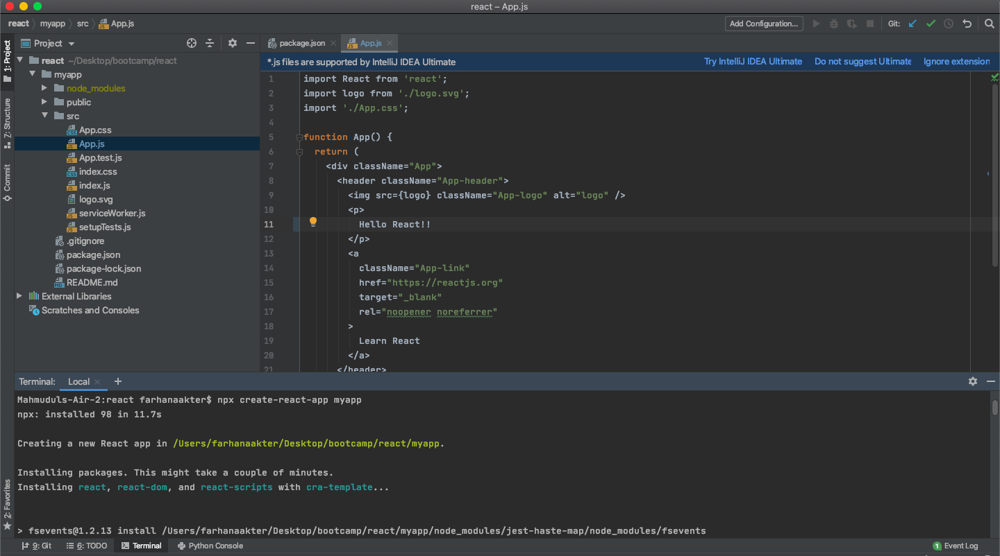 react – App.js
react myapp src App.js
Add Configuration... Git:
1: Project
Z: Structure
Commit
2: Favorites
Project
react ~/Desktop/bootcamp/react
myapp
node_modules
public
src
App.css
App.js
App.test.js
index.css
index.js
logo.svg
serviceWorker.js
setupTests.js
.gitignore
package.json
package-lock.json
README.md
External Libraries
Scratches and Consoles
package.json App.js
*.js files are supported by IntelliJ IDEA Ultimate Try IntelliJ IDEA Ultimate Do not suggest Ultimate Ignore extension
1 import React from 'react';
2 import logo from './logo.svg';
3 import './App.css';
4
5 function App() {
6 return (
7 <div className="App">
8 <header className="App-header">
9 <img src={logo} className="App-logo" alt="logo" />
10 <p>
11 Hello React!!
12 </p>
13 <a
14 className="App-link"
15 href="https://reactjs.org"
16 target="_blank"
17 rel="noopener noreferrer"
18 >
19 Learn React
20 </a>
21 </header>
Terminal: Local
Mahmuduls-Air-2:react farhanaakter$ npx create-react-app myapp
npx: installed 98 in 11.7s
Creating a new React app in /Users/farhanaakter/Desktop/bootcamp/react/myapp.
Installing packages. This might take a couple of minutes.
Installing react, react-dom, and react-scripts with cra-template...
> fsevents@1.2.13 install /Users/farhanaakter/Desktop/bootcamp/react/myapp/node_modules/jest-haste-map/node_modules/fsevents
9: Git 6: TODO Terminal Python Console 1 Event Log